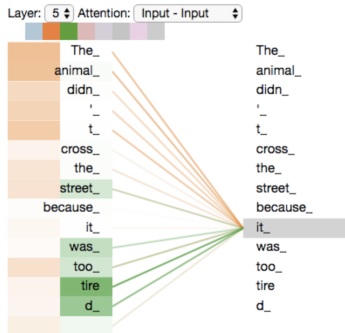 Layer: 5 Attention: Input - Input
The_ The_
animal_ animal_
didn_ didn_
'_ '_
t_ t_
cross_ cross_
the_ the_
street_ street_
because_ because_
it_ it_
was_ was_
too_ too_
tire tire
d_ d_